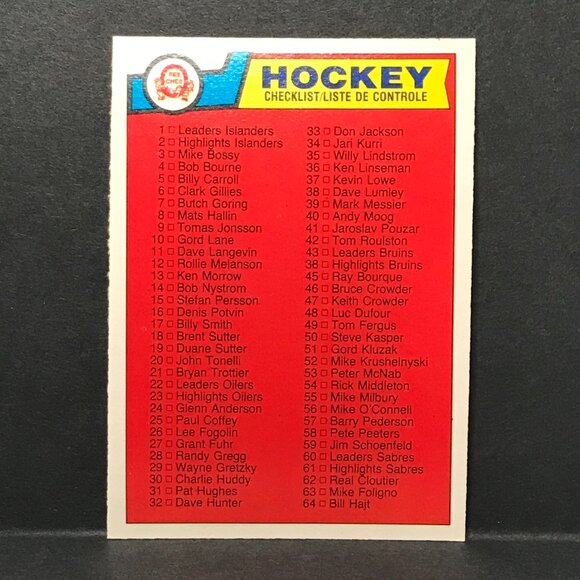 O-PEE-CHEE
HOCKEY
CHECKLIST/LISTE DE CONTROLE
1 □ Leaders Islanders
2 □ Highlights Islanders
3 □ Mike Bossy
4 □ Bob Bourne
5 □ Billy Carroll
6 □ Clark Gillies
7 □ Butch Goring
8 □ Mats Hallin
9 □ Tomas Jonsson
10 □ Gord Lane
11 □ Dave Langevin
12 □ Rollie Melanson
13 □ Ken Morrow
14 □ Bob Nystrom
15 □ Stefan Persson
16 □ Denis Potvin
17 □ Billy Smith
18 □ Brent Sutter
19 □ Duane Sutter
20 □ John Tonelli
21 □ Bryan Trottier
22 □ Leaders Oilers
23 □ Highlights Oilers
24 □ Glenn Anderson
25 □ Paul Coffey
26 □ Lee Fogolin
27 □ Grant Fuhr
28 □ Randy Gregg
29 □ Wayne Gretzky
30 □ Charlie Huddy
31 □ Pat Hughes
32 □ Dave Hunter
33 □ Don Jackson
34 □ Jari Kurri
35 □ Willy Lindstrom
36 □ Ken Linseman
37 □ Kevin Lowe
38 □ Dave Lumley
39 □ Mark Messier
40 □ Andy Moog
41 □ Jaroslav Pouzar
42 □ Tom Roulston
43 □ Leaders Bruins
38 □ Highlights Bruins
45 □ Ray Bourque
46 □ Bruce Crowder
47 □ Keith Crowder
48 □ Luc Dufour
49 □ Tom Fergus
50 □ Steve Kasper
51 □ Gord Kluzak
52 □ Mike Krushelnyski
53 □ Peter McNab
54 □ Rick Middleton
55 □ Mike Milbury
56 □ Mike O'Connell
57 □ Barry Pederson
58 □ Pete Peeters
59 □ Jim Schoenfeld
60 □ Leaders Sabres
61 □ Highlights Sabres
62 □ Real Cloutier
63 □ Mike Foligno
64 □ Bill Hajt